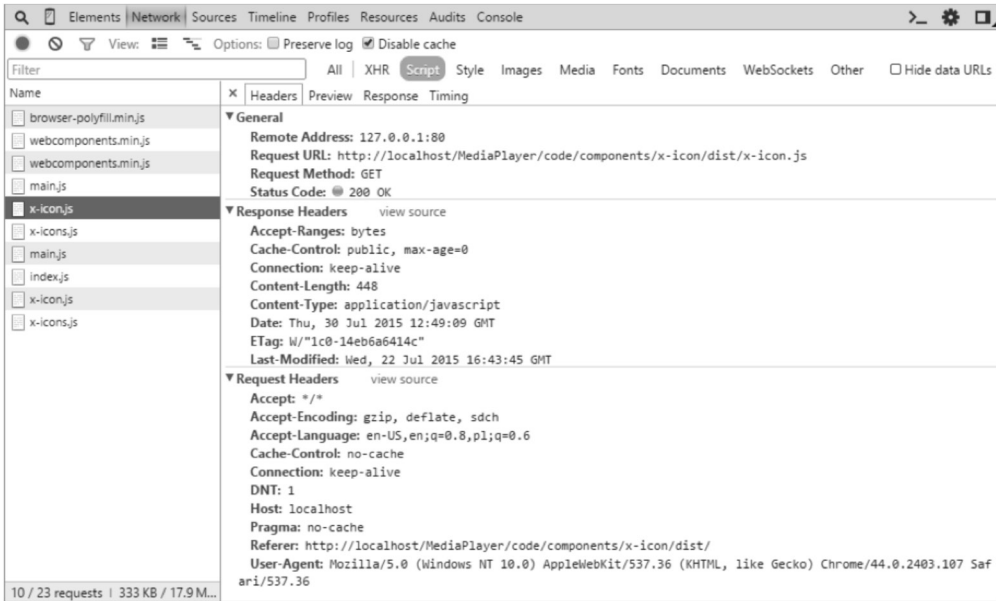 Elements Network Sources Timeline Profiles Resources Audits Console
View: Options: Preserve log Disable cache
Filter
All XHR Script Style Images Media Fonts Documents WebSockets Other Hide data URLs
Name
× Headers Preview Response Timing
browser-polyfill.min.js
webcomponents.min.js
webcomponents.min.js
main.js
x-icon.js
x-icons.js
main.js
index.js
x-icon.js
x-icons.js
10 / 23 requests | 333 KB / 17.9 M...
General
Remote Address: 127.0.0.1:80
Request URL: http://localhost/MediaPlayer/code/components/x-icon/dist/x-icon.js
Request Method: GET
Status Code: 200 OK
Response Headers view source
Accept-Ranges: bytes
Cache-Control: public, max-age=0
Connection: keep-alive
Content-Length: 448
Content-Type: application/javascript
Date: Thu, 30 Jul 2015 12:49:09 GMT
ETag: W/"1c0-14eb6a6414c"
Last-Modified: Wed, 22 Jul 2015 16:43:45 GMT
Request Headers view source
Accept: */*
Accept-Encoding: gzip, deflate, sdch
Accept-Language: en-US,en;q=0.8,pl;q=0.6
Cache-Control: no-cache
Connection: keep-alive
DNT: 1
Host: localhost
Pragma: no-cache
Referer: http://localhost/MediaPlayer/code/components/x-icon/dist/
User-Agent: Mozilla/5.0 (Windows NT 10.0) AppleWebKit/537.36 (KHTML, like Gecko) Chrome/44.0.2403.107 Saf
ari/537.36